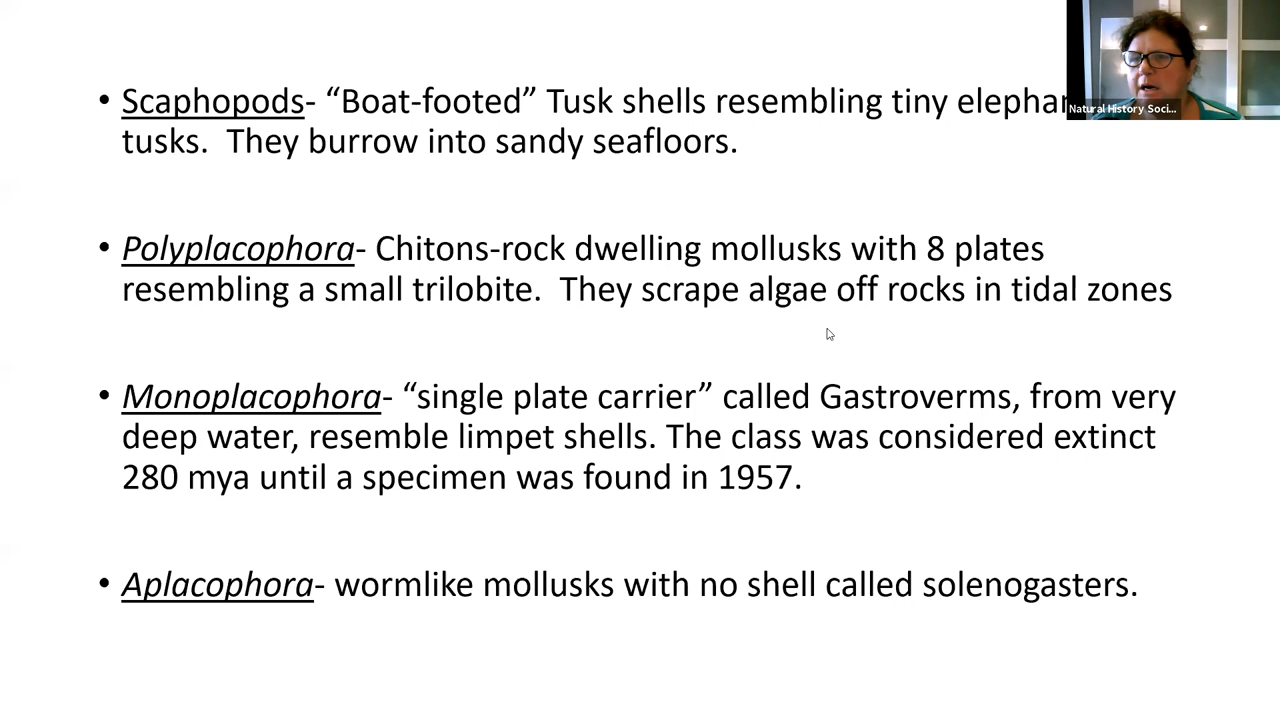 • Scaphopods- “Boat-footed” Tusk shells resembling tiny
tusks.  They burrow into sandy seafloors.
• Polyplacophora- Chitons-rock dwelling mollusks with 8 plates
resembling a small trilobite.  They scrape algae off rocks in tidal zones
• Monoplacophora- “single plate carrier” called Gastroverms, from very
deep water, resemble limpet shells. The class was considered extinct
280 mya until a specimen was found in 1957.
• Aplacophora- wormlike mollusks with no shell called solenogasters.
Natural History Soci...